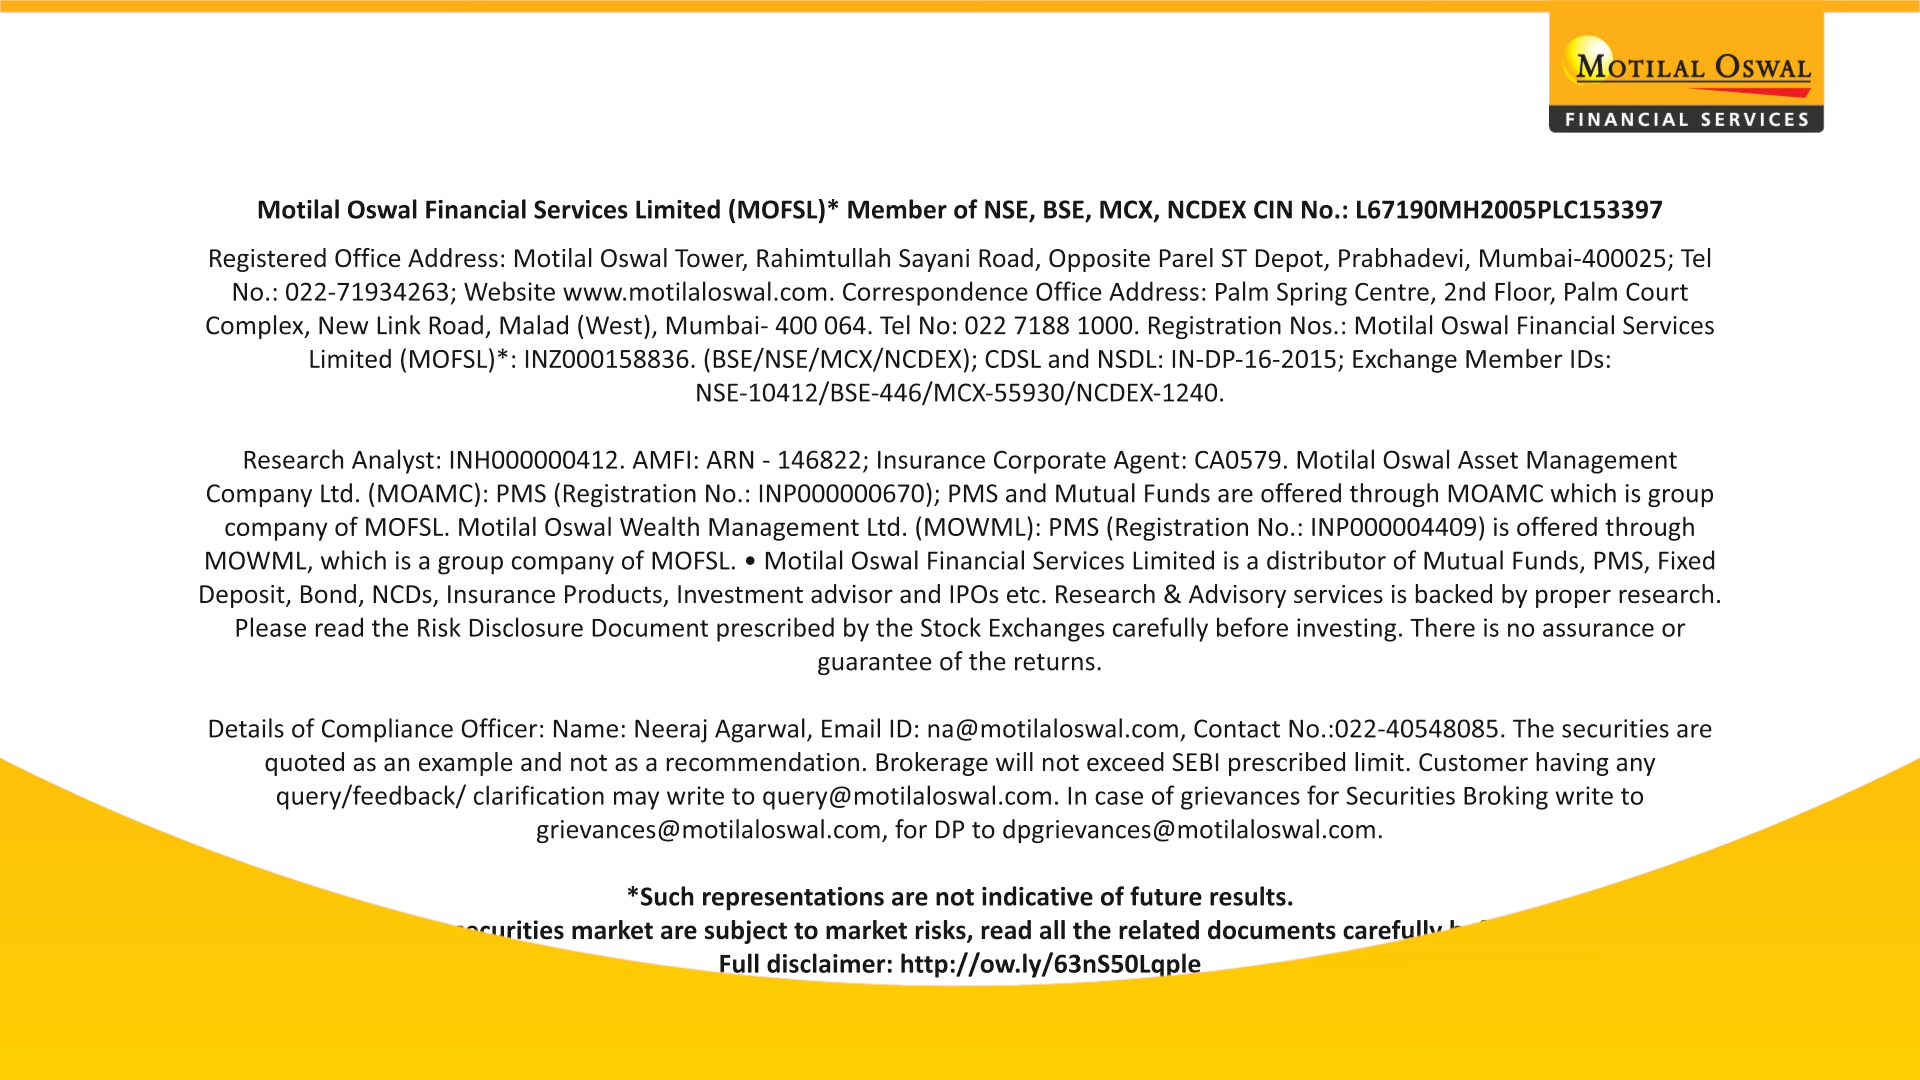 MOTILAL OSWAL
FINANCIAL SERVICES
Motilal Oswal Financial Services Limited (MOFSL)* Member of NSE, BSE, MCX, NCDEX CIN No.: L67190MH2005PLC153397
Registered Office Address: Motilal Oswal Tower, Rahimtullah Sayani Road, Opposite Parel ST Depot, Prabhadevi, Mumbai-400025; Tel
No.: 022-71934263; Website www.motilaloswal.com. Correspondence Office Address: Palm Spring Centre, 2nd Floor, Palm Court
Complex, New Link Road, Malad (West), Mumbai- 400 064. Tel No: 022 7188 1000. Registration Nos.: Motilal Oswal Financial Services
Limited (MOFSL)*: INZ000158836. (BSE/NSE/MCX/NCDEX); CDSL and NSDL: IN-DP-16-2015; Exchange Member IDs:
NSE-10412/BSE-446/MCX-55930/NCDEX-1240.
Research Analyst: INH000000412. AMFI: ARN - 146822; Insurance Corporate Agent: CA0579. Motilal Oswal Asset Management
Company Ltd. (MOAMC): PMS (Registration No.: INP000000670); PMS and Mutual Funds are offered through MOAMC which is group
company of MOFSL. Motilal Oswal Wealth Management Ltd. (MOWML): PMS (Registration No.: INP000004409) is offered through
MOWML, which is a group company of MOFSL. • Motilal Oswal Financial Services Limited is a distributor of Mutual Funds, PMS, Fixed
Deposit, Bond, NCDs, Insurance Products, Investment advisor and IPOs etc. Research & Advisory services is backed by proper research.
Please read the Risk Disclosure Document prescribed by the Stock Exchanges carefully before investing. There is no assurance or
guarantee of the returns.
Details of Compliance Officer: Name: Neeraj Agarwal, Email ID: na@motilaloswal.com, Contact No.:022-40548085. The securities are
quoted as an example and not as a recommendation. Brokerage will not exceed SEBI prescribed limit. Customer having any
query/feedback/ clarification may write to query@motilaloswal.com. In case of grievances for Securities Broking write to
grievances@motilaloswal.com, for DP to dpgrievances@motilaloswal.com.
*Such representations are not indicative of future results.
securities market are subject to market risks, read all the related documents carefully
Full disclaimer: http://ow.ly/63nS50Lqple